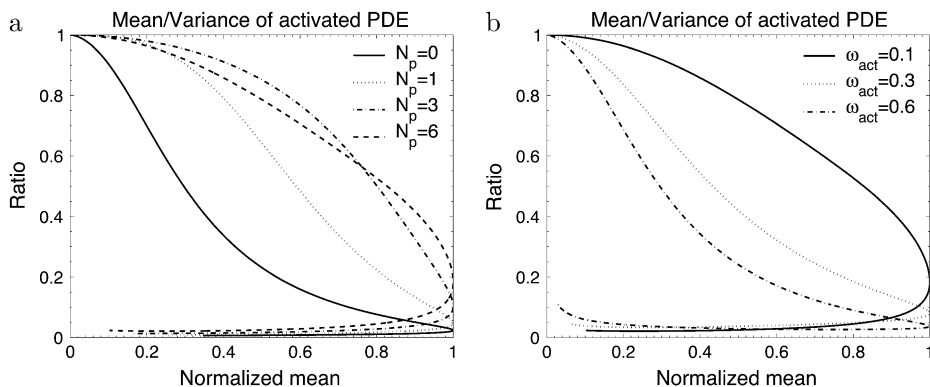 a
Mean/Variance of activated PDE
N_p=0
N_p=1
N_p=3
N_p=6
1
0.8
0.6
0.4
0.2
0
Ratio
0 0.2 0.4 0.6 0.8 1
Normalized mean
b
Mean/Variance of activated PDE
ω_act=0.1
ω_act=0.3
ω_act=0.6
1
0.8
0.6
0.4
0.2
0
Ratio
0 0.2 0.4 0.6 0.8 1
Normalized mean